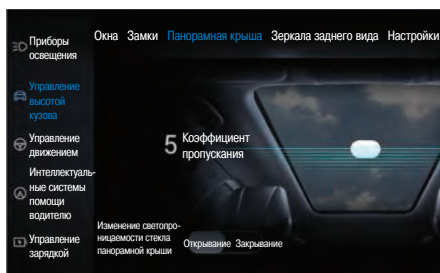 Окна Замки Панорамная крыша Зеркала заднего вида Настройки
Приборы
освещения
Управление
высотой
кузова
Управление
движением
Интеллектуаль-
ные системы
помощи
водителю
Управление
зарядкой
5 Коэффициент
пропускания
Изменение светопро-
ницаемости стекла
панорамной крыши
Открывание Закрывание